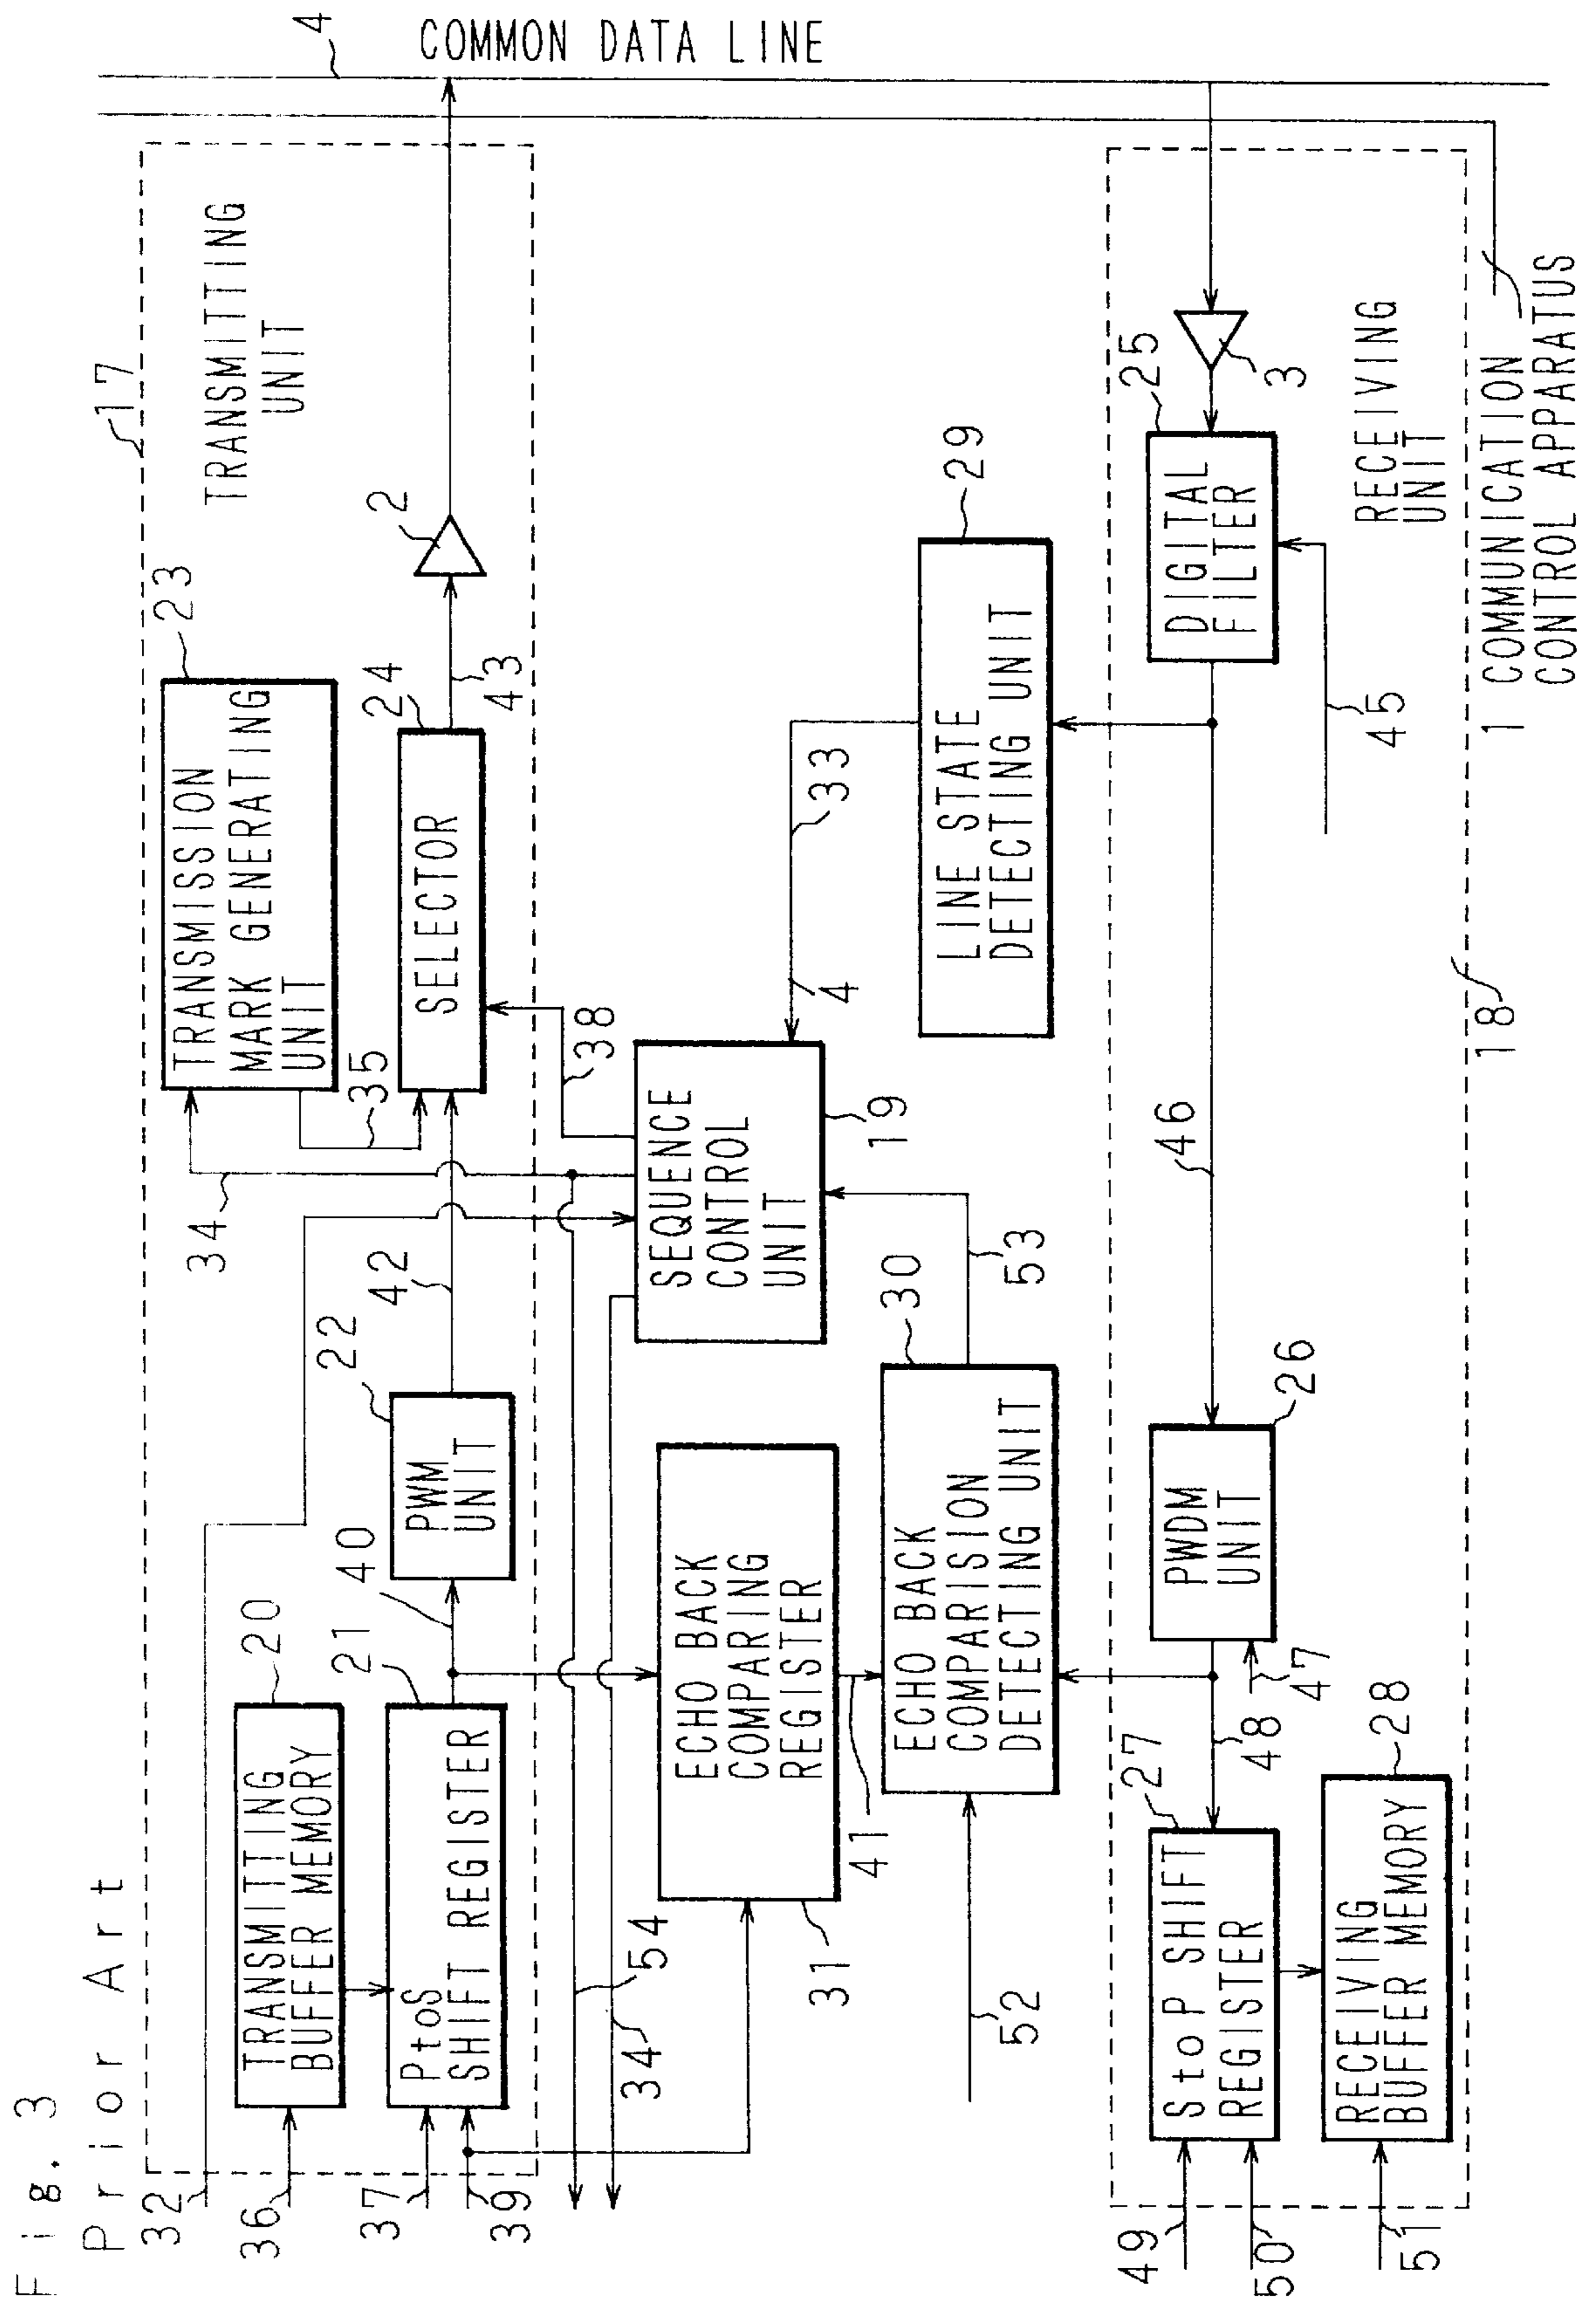 Fig. 3
Prior Art
COMMON DATA LINE
4
17
TRANSMITTING
UNIT
32
36
37
39
TRANSMITTING
BUFFER MEMORY
20
PtoS
SHIFT REGISTER
21
40
PWM
UNIT
22
42
34
35
TRANSMISSION
MARK GENERATING
UNIT
23
SELECTOR
24
43
2
38
54
34
SEQUENCE
CONTROL
UNIT
19
4
33
ECHO BACK
COMPARING
REGISTER
31
41
ECHO BACK
COMPARISION
DETECTING UNIT
30
52
53
LINE STATE
DETECTING UNIT
29
49
50
51
StoP SHIFT
REGISTER
27
RECEIVING
BUFFER MEMORY
28
48
47
PWDM
UNIT
26
46
DIGITAL
FILTER
25
45
3
RECEIVING
UNIT
18
1 COMMUNICATION
CONTROL APPARATUS